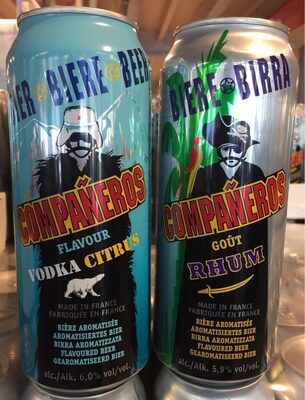 IER BIERE BEER
COMPAÑEROS
FLAVOUR
VODKA CITRUS
MADE IN FRANCE
FABRIQUÉE EN FRANCE
BIÈRE AROMATISÉE
AROMATISIERTES BIER
BIRRA AROMATIZZATA
FLAVOURED BEER
GEAROMATISEERD BIER
alc./Alk. 6,0% vol/vol.
BIERE BIRRA
COMPAÑEROS
GOÛT
RHUM
MADE IN FRANCE
FABRIQUÉE EN FRANCE
BIÈRE AROMATISÉE
AROMATISIERTES BIER
BIRRA AROMATIZZATA
FLAVOURED BEER
GEAROMATISEERD BIER
alc./Alk. 5,9% vol/vol.